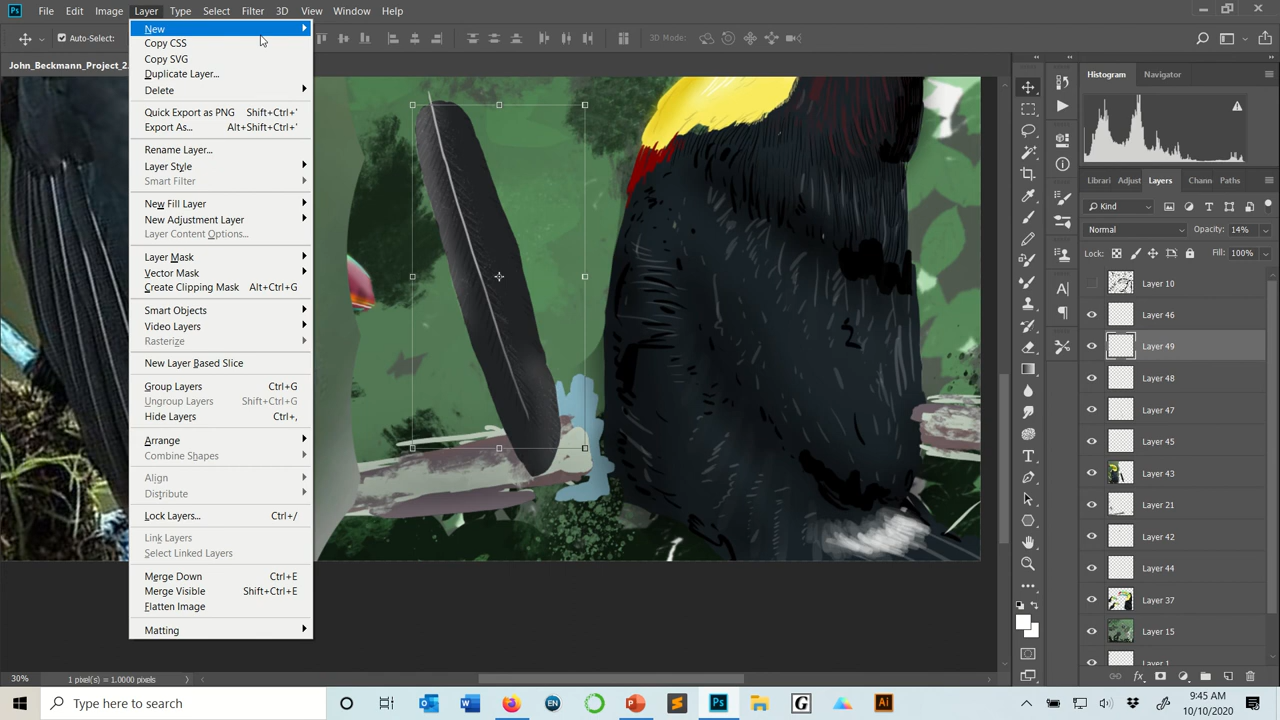 Ps File Edit Image Layer Type Select Filter 3D View Window Help
Auto-Select: 3D Mode:
John_Beckmann_Project_2.
New
Copy CSS
Copy SVG
Duplicate Layer...
Delete
Quick Export as PNG Shift+Ctrl+'
Export As... Alt+Shift+Ctrl+'
Rename Layer...
Layer Style
Smart Filter
New Fill Layer
New Adjustment Layer
Layer Content Options...
Layer Mask
Vector Mask
Create Clipping Mask Alt+Ctrl+G
Smart Objects
Video Layers
Rasterize
New Layer Based Slice
Group Layers Ctrl+G
Ungroup Layers Shift+Ctrl+G
Hide Layers Ctrl+,
Arrange
Combine Shapes
Align
Distribute
Lock Layers... Ctrl+/
Link Layers
Select Linked Layers
Merge Down Ctrl+E
Merge Visible Shift+Ctrl+E
Flatten Image
Matting
Histogram Navigator
Librari Adjust Layers Chann Paths
Kind
Normal Opacity: 14%
Lock: Fill: 100%
Layer 10
Layer 46
Layer 49
Layer 48
Layer 47
Layer 45
Layer 43
Layer 21
Layer 42
Layer 44
Layer 37
Layer 15
Layer 1
30% 1 pixel(s) = 1.0000 pixels
Type here to search
EN
G
Ps
Ai
9:45 AM
10/10/2020